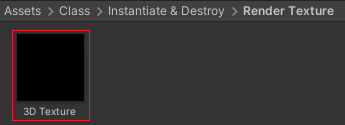 Assets > Class > Instantiate & Destroy > Render Texture
3D Texture